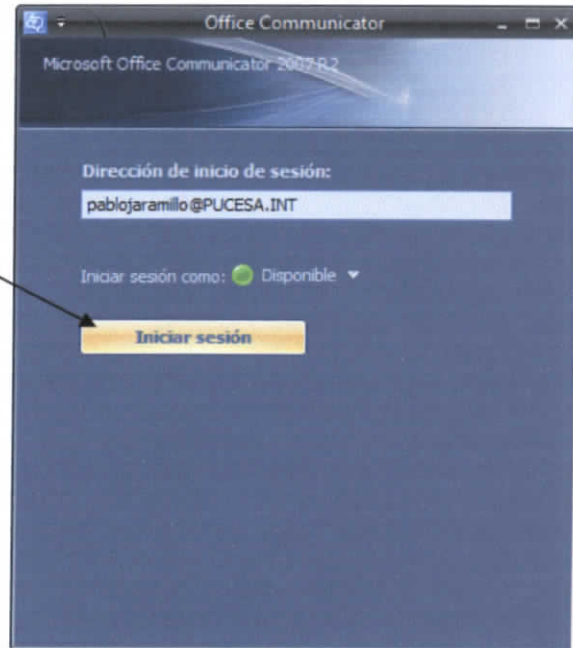 Office Communicator
Microsoft Office Communicator 2007 R2
Dirección de inicio de sesión:
pablojaramillo@PUCESA.INT
Iniciar sesión como: Disponible
Iniciar sesión